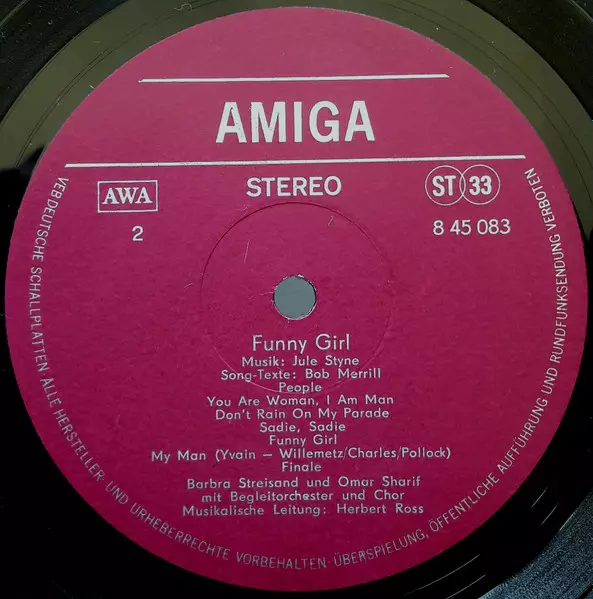 AMIGA
AWA
STEREO
ST 33
2
8 45 083
Funny Girl
Musik: Jule Styne
Song-Texte: Bob Merrill
People
You Are Woman, I Am Man
Don't Rain On My Parade
Sadie, Sadie
Funny Girl
My Man (Yvain – Willemetz/Charles/Pollock)
Finale
Barbra Streisand und Omar Sharif
mit Begleitorchester und Chor
Musikalische Leitung: Herbert Ross
VEB DEUTSCHE SCHALLPLATTEN · ALLE HERSTELLER- UND URHEBERRECHTE VORBEHALTEN · ÜBERSPIELUNG, ÖFFENTLICHE AUFFÜHRUNG UND RUNDFUNKSENDUNG VERBOTEN